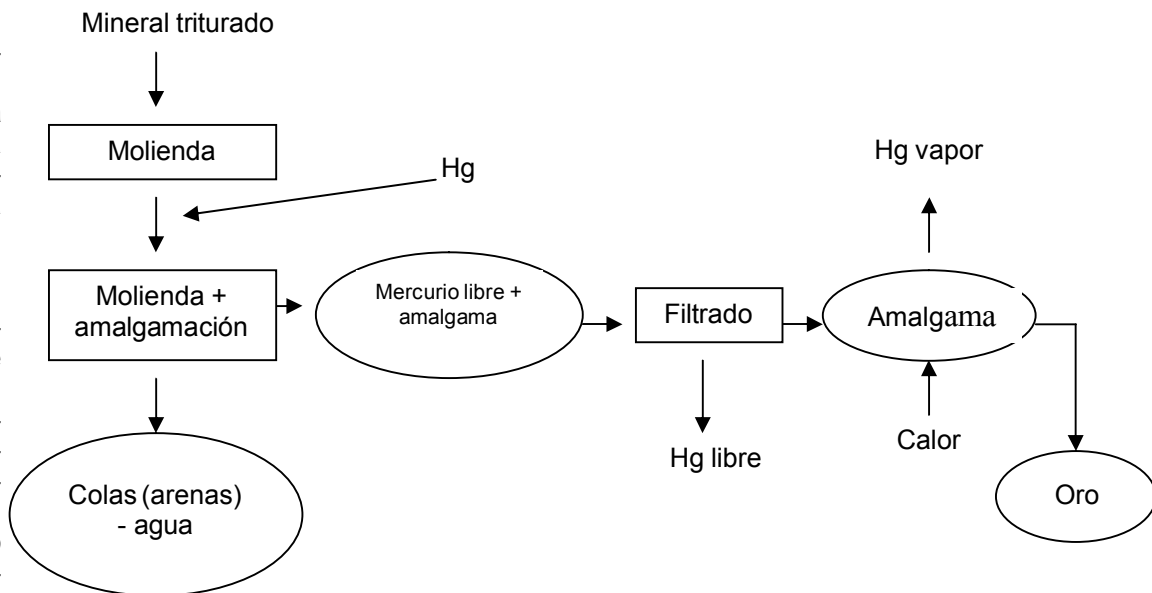 Mineral triturado
Molienda
Hg
Hg vapor
Molienda +
amalgamación
Mercurio libre +
amalgama
Filtrado
Amalgama
Hg libre
Calor
Colas (arenas)
- agua
Oro